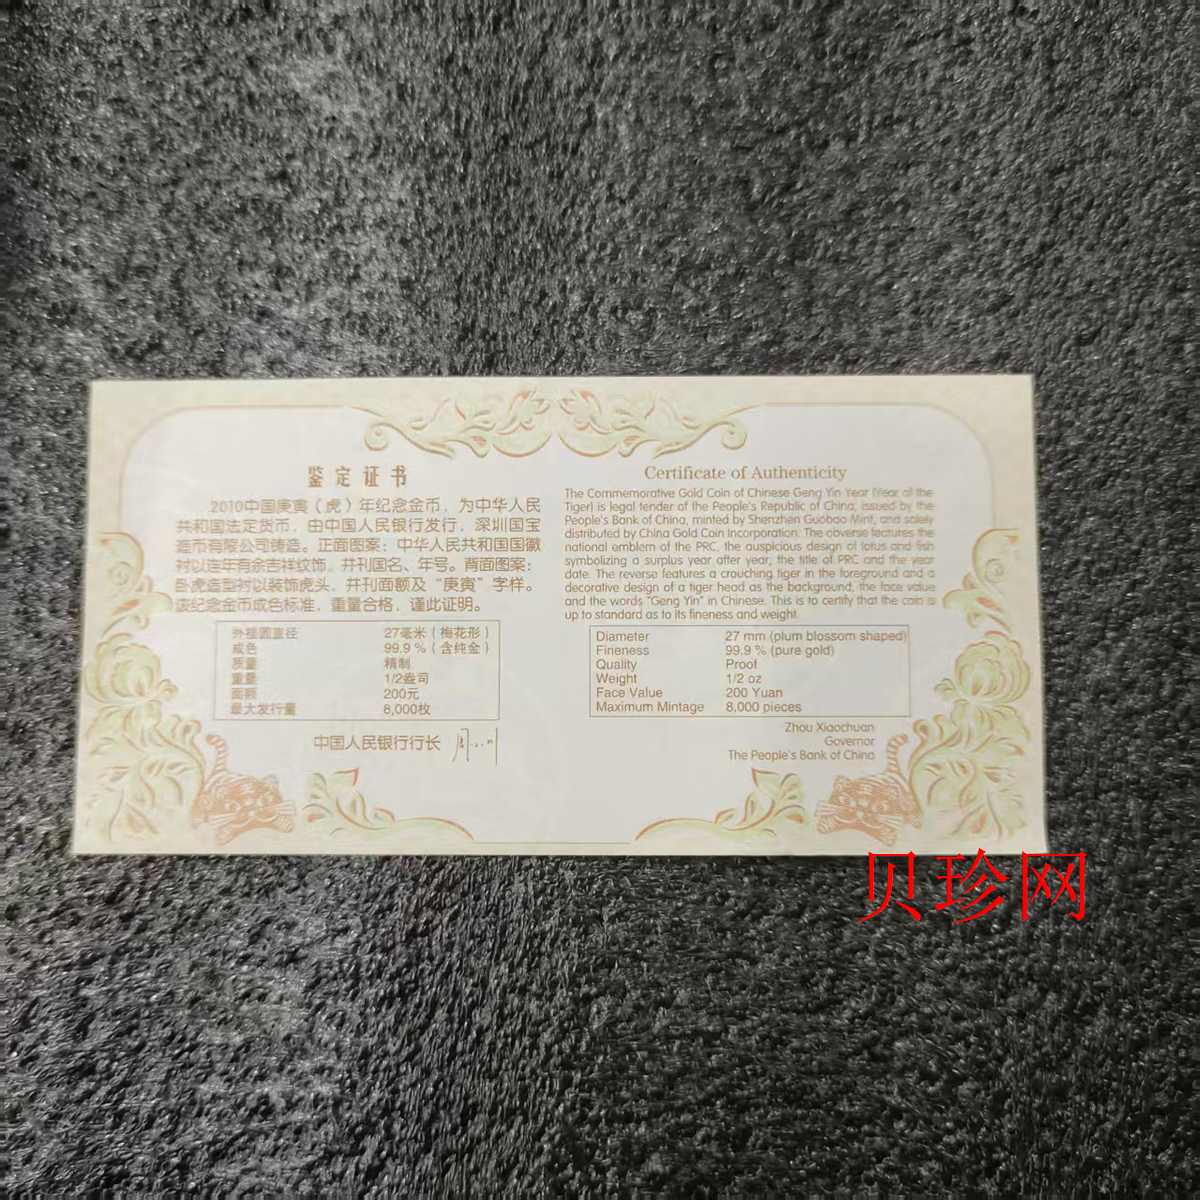 鉴定证书
2010中国庚寅（虎）年纪念金币，为中华人民
共和国法定货币，由中国人民银行发行，深圳国宝
造币有限公司铸造。正面图案：中华人民共和国国徽
衬以连年有余吉祥纹饰，并刊国名、年号。背面图案：
卧虎造型衬以装饰虎头，并刊面额及“庚寅”字样。
该纪念金币成色标准，重量合格，谨此证明。
外接圆直径 27毫米（梅花形）
成色 99.9％（含纯金）
质量 精制
重量 1/2盎司
面额 200元
最大发行量 8,000枚
中国人民银行行长
Certificate of Authenticity
The Commemorative Gold Coin of Chinese Geng Yin Year (Year of the
Tiger) is legal tender of the People's Republic of China, issued by the
People's Bank of China, minted by Shenzhen Guobao Mint, and solely
distributed by China Gold Coin Incorporation. The obverse features the
national emblem of the PRC, the auspicious design of lotus and fish
symbolizing a surplus year after year, the title of PRC and the year
date. The reverse features a crouching tiger in the foreground and a
decorative design of a tiger head as the background, the face value
and the words "Geng Yin" in Chinese. This is to certify that the coin is
up to standard as to its fineness and weight.
Diameter 27 mm (plum blossom shaped)
Fineness 99.9 % (pure gold)
Quality Proof
Weight 1/2 oz
Face Value 200 Yuan
Maximum Mintage 8,000 pieces
Zhou Xiaochuan
Governor
The People's Bank of China
贝珍网